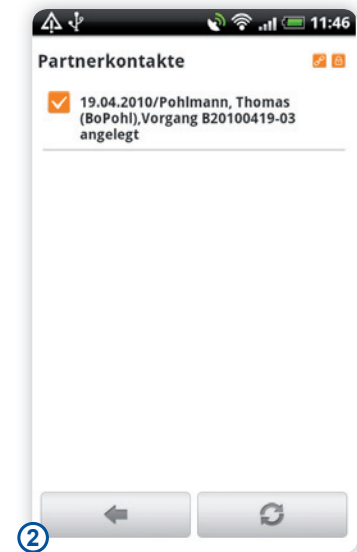 11:46
Partnerkontakte
19.04.2010/Pohlmann, Thomas
(BoPohl),Vorgang B20100419-03
angelegt
2